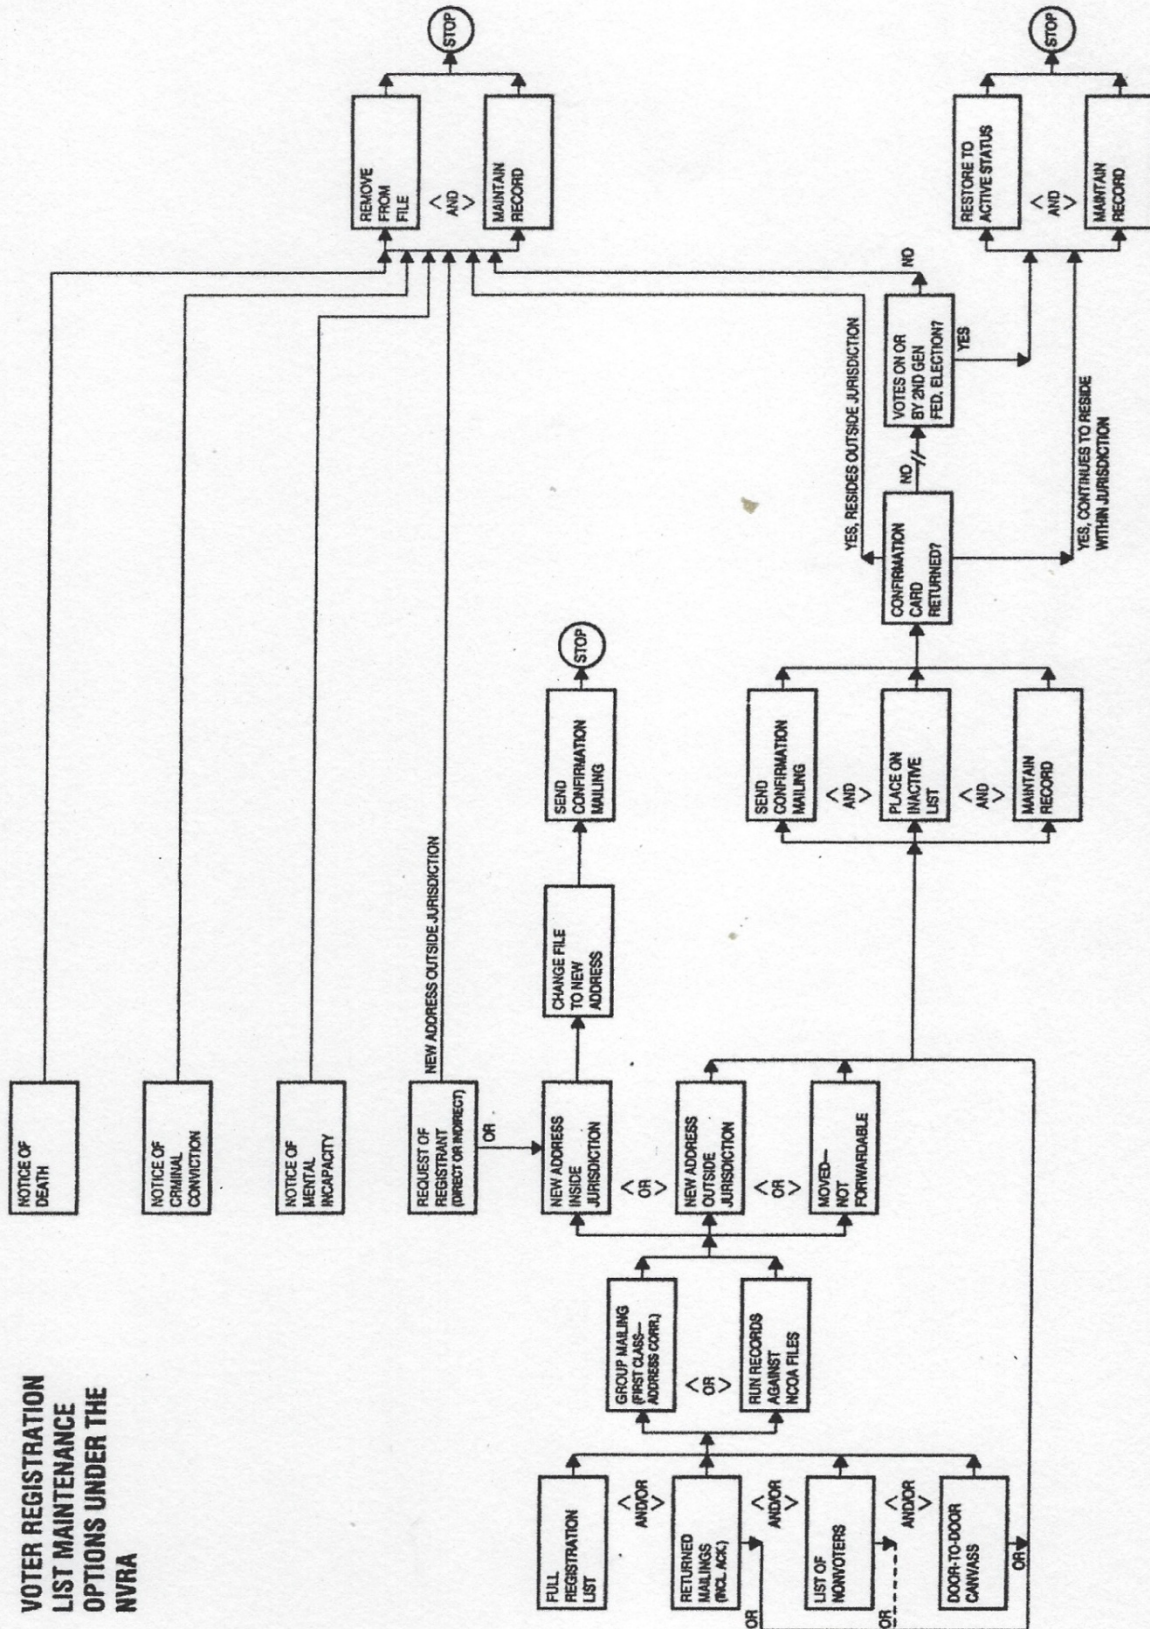 VOTER REGISTRATION
LIST MAINTENANCE
OPTIONS UNDER THE
NVRA
NOTICE OF
DEATH
NOTICE OF
CRMINAL
CONVICTION
NOTICE OF
MENTAL
INCAPACITY
REQUEST OF
REGISTRANT
(DIRECT OR INDIRECT)
NEW ADDRESS OUTSIDE JURISDICTION
OR
REMOVE
FROM
FILE
< AND >
MAINTAIN
RECORD
STOP
FULL
REGISTRATION
LIST
< AND/OR >
RETURNED
MAILINGS
(INCL. ACK.)
OR
< AND/OR >
LIST OF
NONVOTERS
OR
< AND/OR >
DOOR-TO-DOOR
CANVASS
OR
GROUP MAILING
(FIRST CLASS—
ADDRESS CORR.)
< OR >
RUN RECORDS
AGAINST
NCOA FILES
NEW ADDRESS
INSIDE
JURISDICTION
< OR >
NEW ADDRESS
OUTSIDE
JURISDICTION
< OR >
MOVED—
NOT
FORWARDABLE
CHANGE FILE
TO NEW
ADDRESS
SEND
CONFIRMATION
MAILING
STOP
SEND
CONFIRMATION
MAILING
< AND >
PLACE ON
INACTIVE
LIST
< AND >
MAINTAIN
RECORD
CONFIRMATION
CARD
RETURNED?
YES, RESIDES OUTSIDE JURISDICTION
NO
YES, CONTINUES TO RESIDE
WITHIN JURISDICTION
VOTES ON OR
BY 2ND GEN
FED. ELECTION?
NO
YES
RESTORE TO
ACTIVE STATUS
< AND >
MAINTAIN
RECORD
STOP